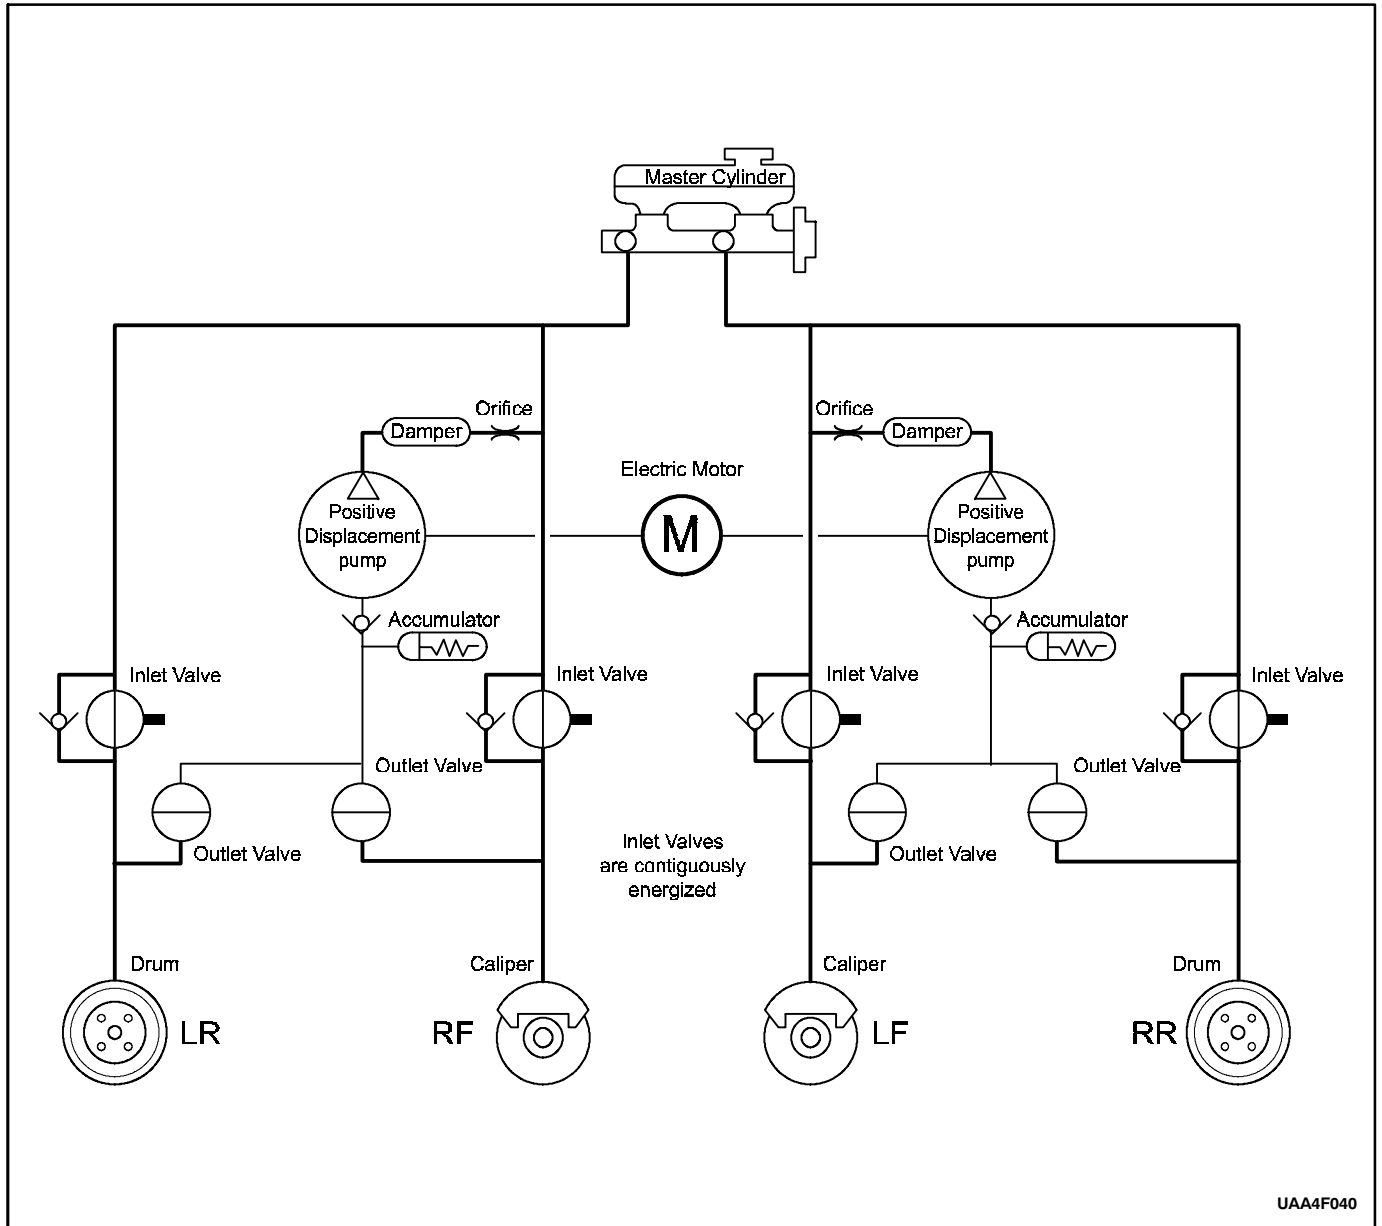 Master Cylinder
Orifice
Orifice
Damper
Damper
Electric Motor
Positive
Displacement
pump
M
Positive
Displacement
pump
Accumulator
Accumulator
Inlet Valve
Inlet Valve
Inlet Valve
Inlet Valve
Outlet Valve
Outlet Valve
Outlet Valve
Outlet Valve
Inlet Valves
are contiguously
energized
Drum
Caliper
Caliper
Drum
LR
RF
LF
RR
UAA4F040